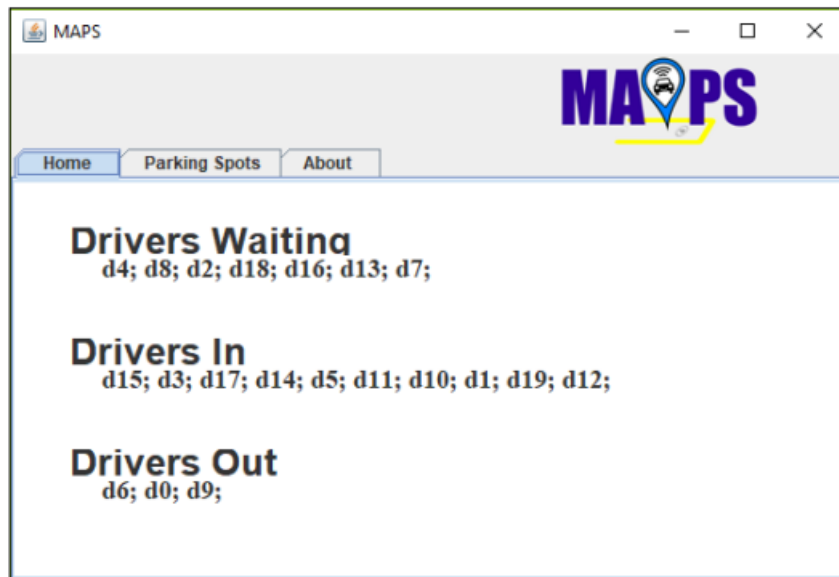 MAPS
MAPS
Home Parking Spots About
Drivers Waiting
d4; d8; d2; d18; d16; d13; d7;
Drivers In
d15; d3; d17; d14; d5; d11; d10; d1; d19; d12;
Drivers Out
d6; d0; d9;